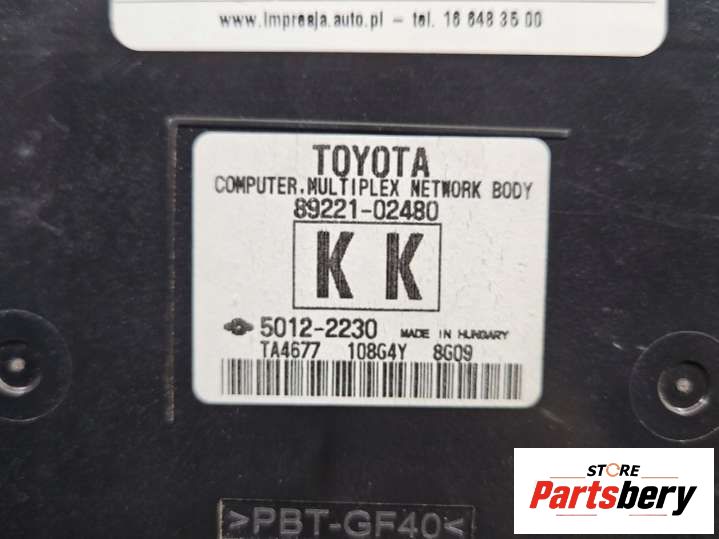 www.impresja.auto.pl - tel. 16 648 35 00
TOYOTA
COMPUTER.MULTIPLEX NETWORK BODY
89221-02480
K K
5012-2230 MADE IN HUNGARY
TA4677 108G4Y 8G09
>PBT-GF40<
STORE
Partsbery